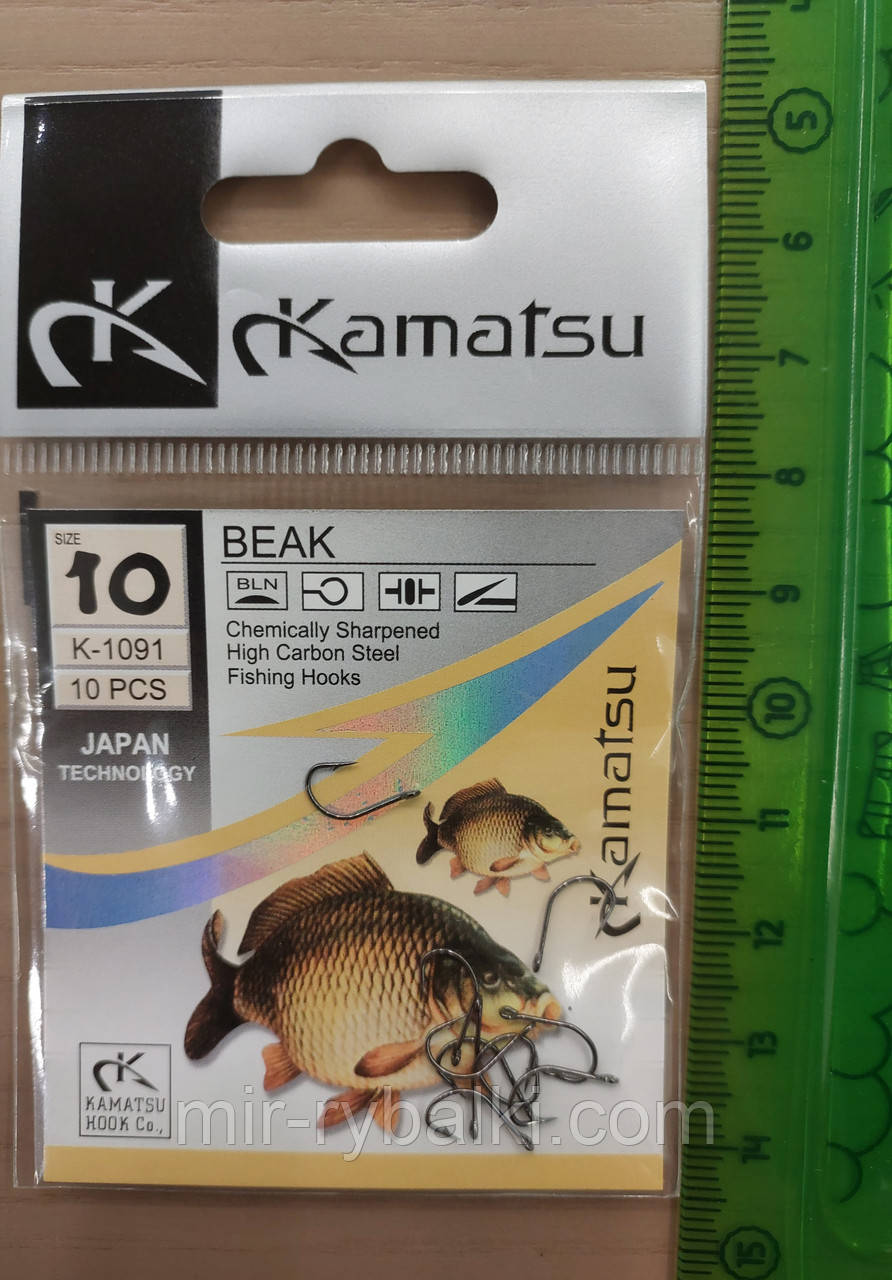 K
Kamatsu
SIZE
10
K-1091
10 PCS
JAPAN
TECHNOLOGY
BEAK
BLN
Chemically Sharpened
High Carbon Steel
Fishing Hooks
Kamatsu
K
KAMATSU
HOOK Co.,
mir-rybalki.com
5
6
7
8
9
10
11
12
13
14
15